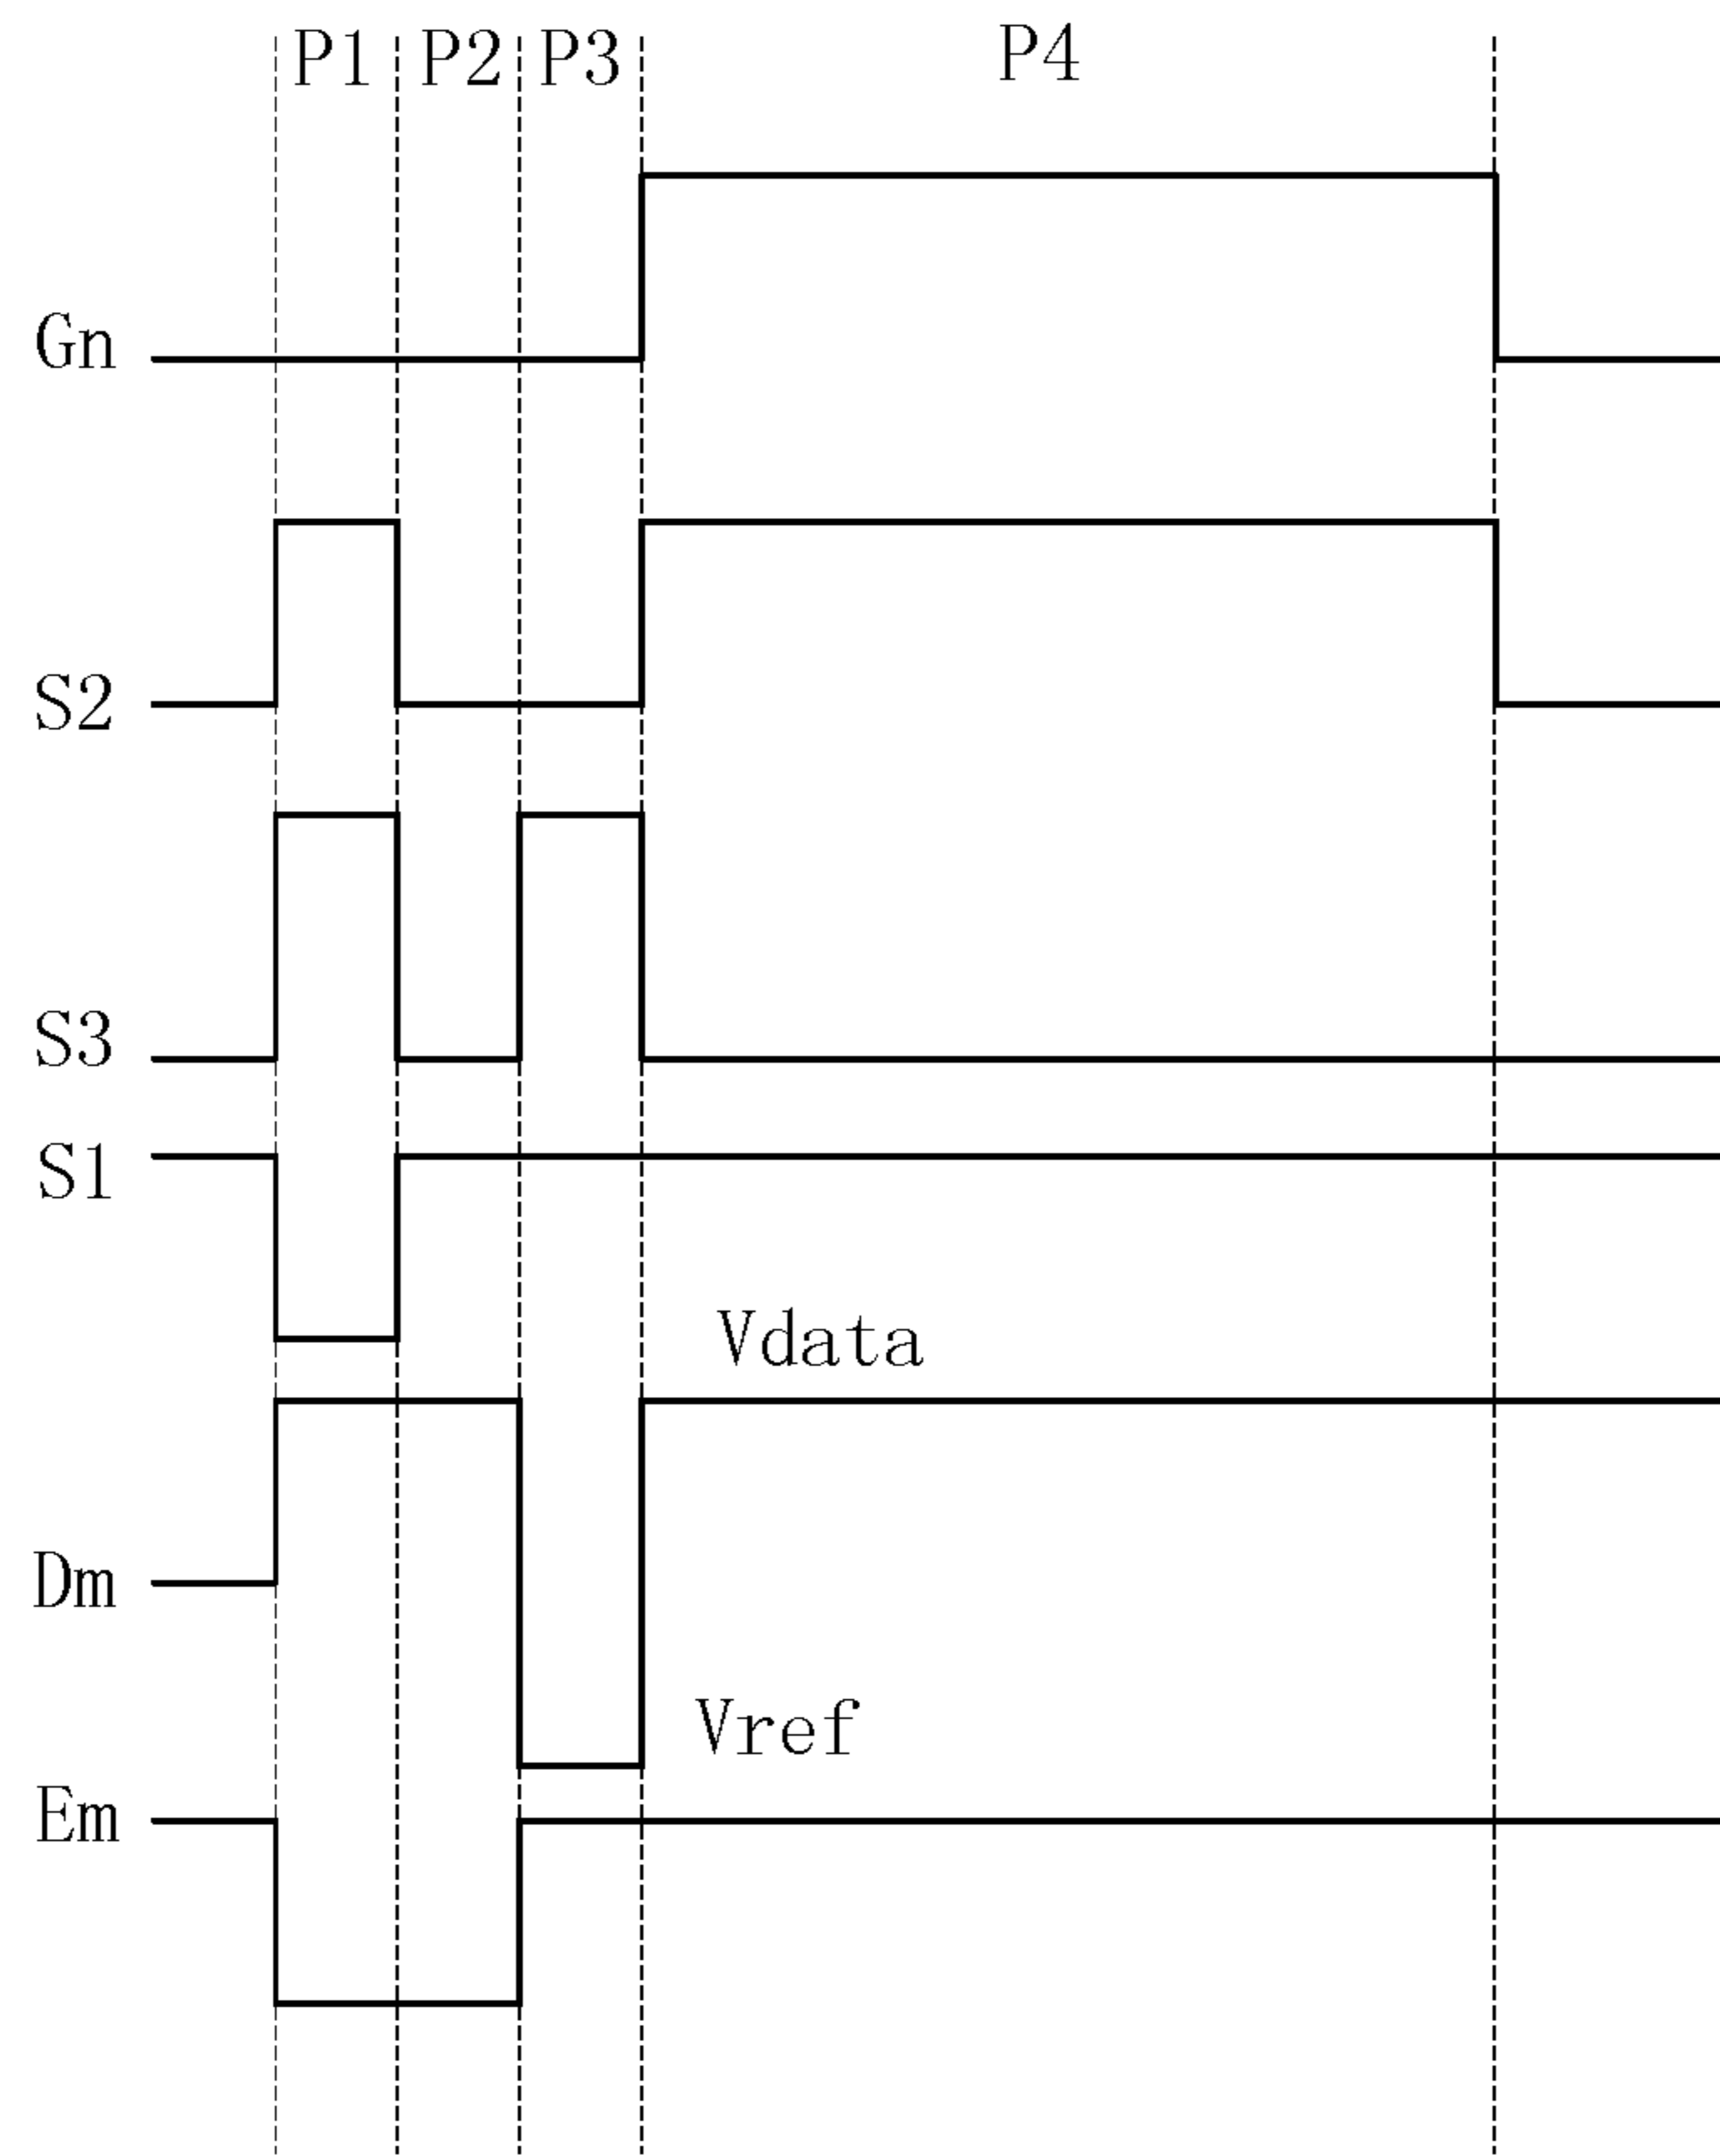 P1 P2 P3 P4
Gn
S2
S3
S1
Vdata
Dm
Vref
Em